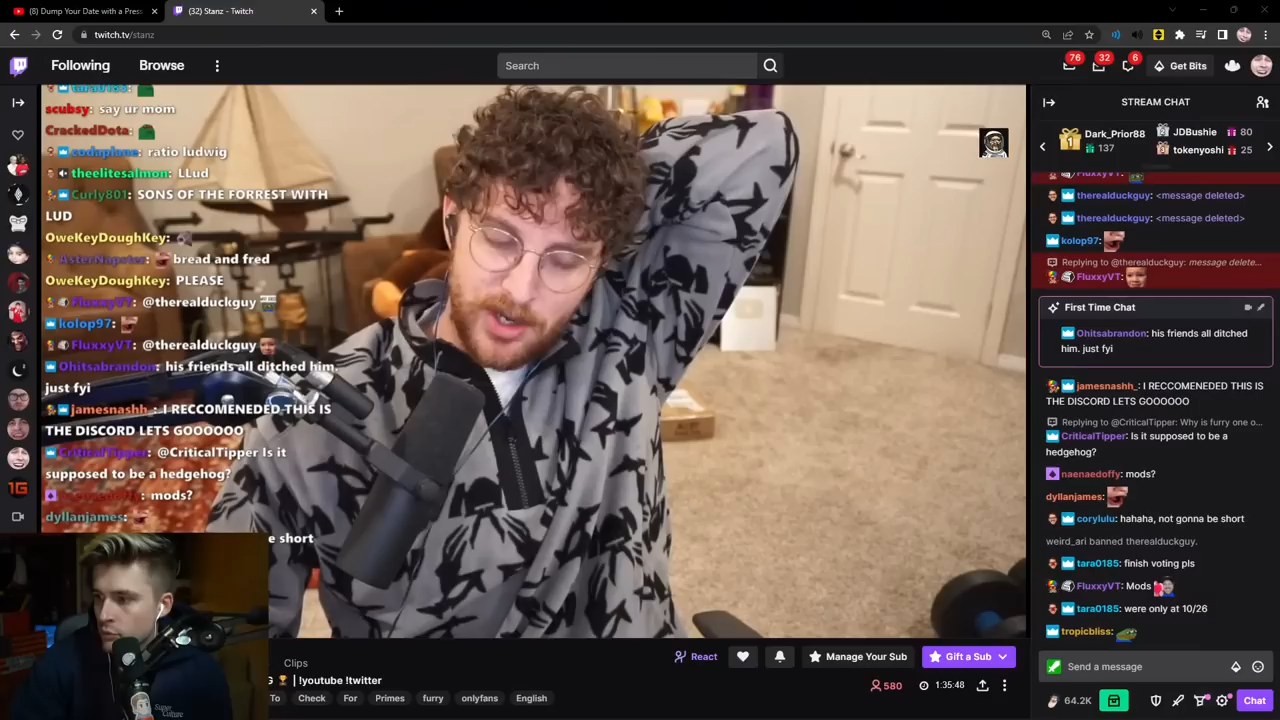 (8) Dump Your Date with a Pres
(32) Stanz - Twitch
twitch.tv/stanz
Following
Browse
Search
76
32
6
Get Bits
tara0185:
scubsy: say ur mom
CrackedDota:
codaplane: ratio ludwig
theelitesalmon: LLud
Curly801: SONS OF THE FORREST WITH
LUD
OweKeyDoughKey:
AsterNapster: bread and fred
OweKeyDoughKey: PLEASE
FluxxyVT: @therealduckguy
kolop97:
FluxxyVT: @therealduckguy
Ohitsabrandon: his friends all ditched him.
just fyi
jamesnashh_: I RECCOMENEDED THIS IS
THE DISCORD LETS GOOOOOO
CriticalTipper: @CriticalTipper Is it
supposed to be a hedgehog?
naenaedoffy: mods?
dyllanjames:
e short
Super
Culture
Clips
G | !youtube !twitter
To
Check
For
Primes
furry
onlyfans
English
React
Manage Your Sub
Gift a Sub
580
1:35:48
STREAM CHAT
1
Dark_Prior88
137
JDBushie 80
tokenyoshi 25
FluxxyVT:
therealduckguy: <message deleted>
therealduckguy: <message deleted>
kolop97:
Replying to @therealduckguy: message delete...
FluxxyVT:
First Time Chat
Ohitsabrandon: his friends all ditched
him. just fyi
jamesnashh_: I RECCOMENEDED THIS IS
THE DISCORD LETS GOOOOOO
Replying to @CriticalTipper: Why is furry one o...
CriticalTipper: Is it supposed to be a
hedgehog?
naenaedoffy: mods?
dyllanjames:
corylulu: hahaha, not gonna be short
weird_ari banned therealduckguy.
tara0185: finish voting pls
FluxxyVT: Mods
tara0185: were only at 10/26
tropicbliss:
Send a message
64.2K
Chat